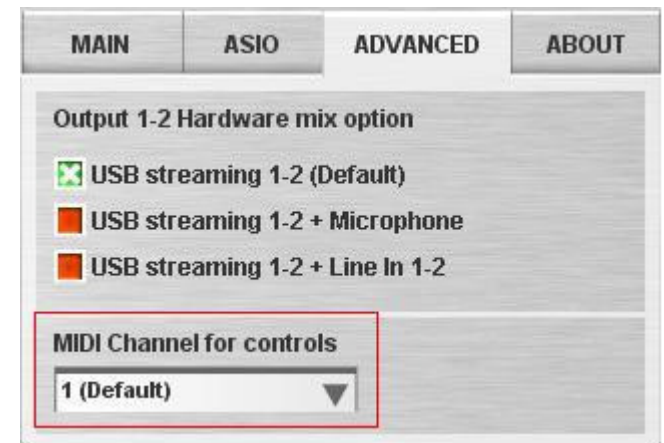 MAIN ASIO ADVANCED ABOUT
Output 1-2 Hardware mix option
USB streaming 1-2 (Default)
USB streaming 1-2 + Microphone
USB streaming 1-2 + Line In 1-2
MIDI Channel for controls
1 (Default)